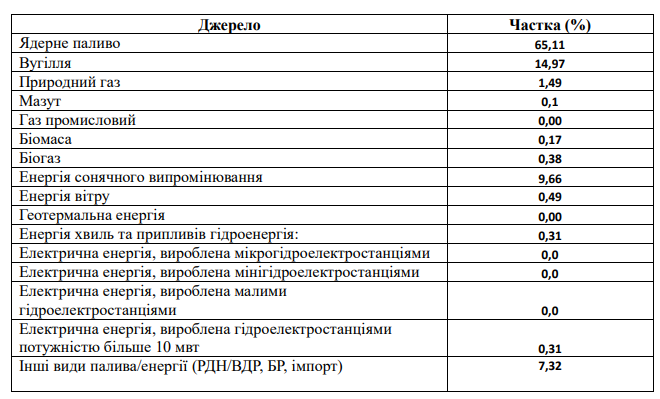 Джерело Частка (%)
Ядерне паливо 65,11
Вугілля 14,97
Природний газ 1,49
Мазут 0,1
Газ промисловий 0,00
Біомаса 0,17
Біогаз 0,38
Енергія сонячного випромінювання 9,66
Енергія вітру 0,49
Геотермальна енергія 0,00
Енергія хвиль та припливів гідроенергія: 0,31
Електрична енергія, вироблена мікрогідроелектростанціями 0,0
Електрична енергія, вироблена мінігідроелектростанціями 0,0
Електрична енергія, вироблена малими
гідроелектростанціями 0,0
Електрична енергія, вироблена гідроелектростанціями
потужністю більше 10 мвт 0,31
Інші види палива/енергії (РДН/ВДР, БР, імпорт) 7,32